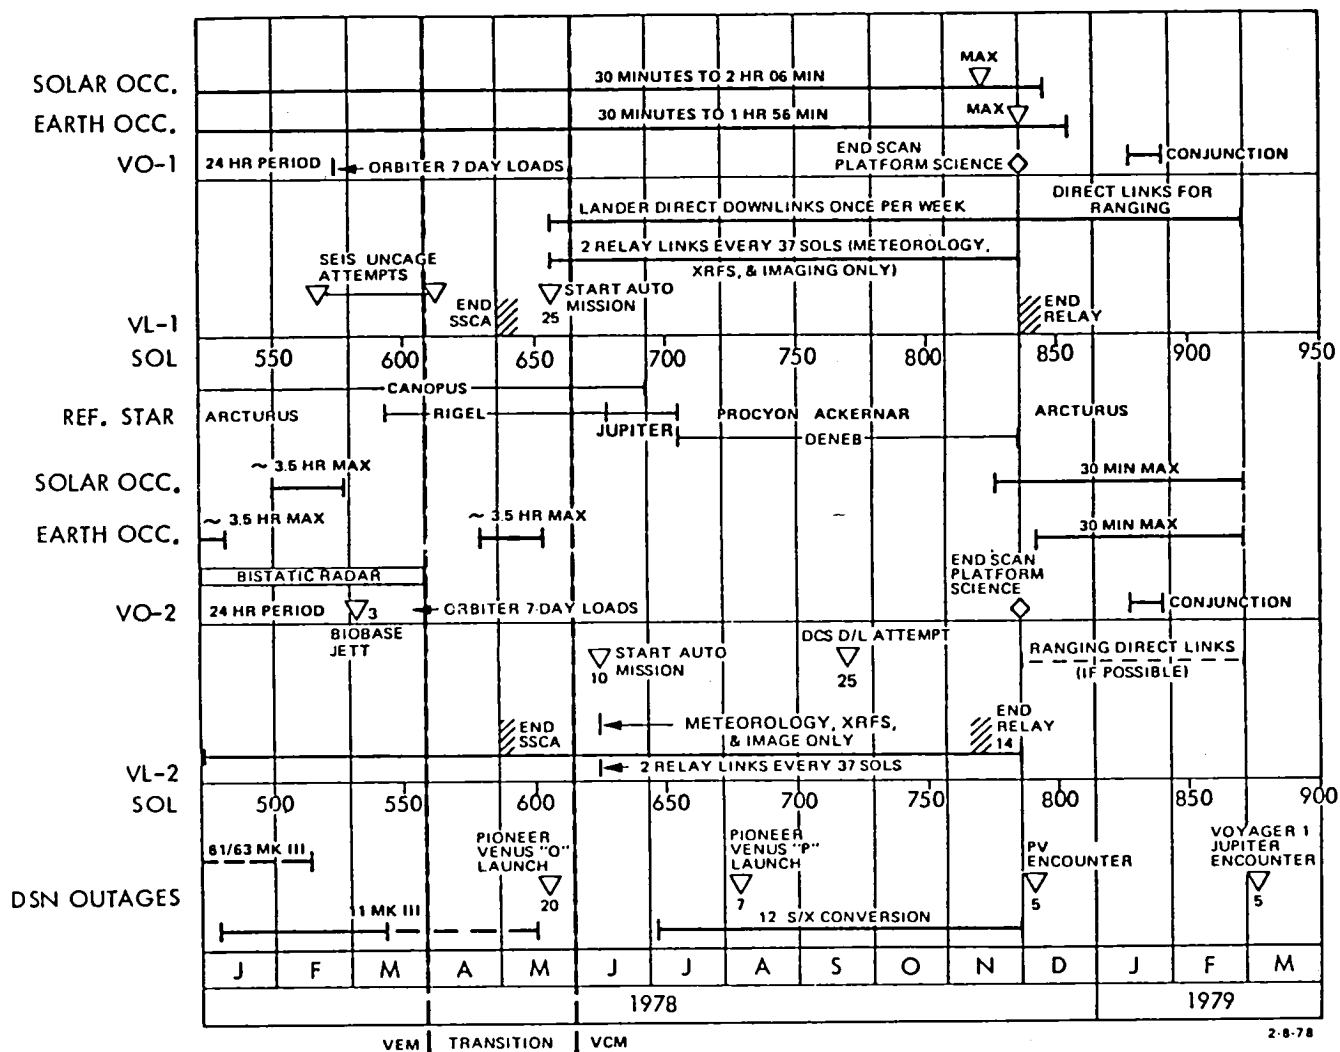 SOLAR OCC.
30 MINUTES TO 2 HR 06 MIN
MAX
EARTH OCC.
30 MINUTES TO 1 HR 56 MIN
MAX
VO-1
24 HR PERIOD
ORBITER 7 DAY LOADS
END SCAN
PLATFORM SCIENCE
CONJUNCTION
LANDER DIRECT DOWNLINKS ONCE PER WEEK
DIRECT LINKS FOR
RANGING
2 RELAY LINKS EVERY 37 SOLS (METEOROLOGY,
XRFS, & IMAGING ONLY)
SEIS UNCAGE
ATTEMPTS
END
SSCA
25
START AUTO
MISSION
END
RELAY
VL-1
SOL
550 600 650 700 750 800 850 900 950
CANOPUS
REF. STAR
ARCTURUS
RIGEL
JUPITER
PROCYON ACKERNAR
DENEB
ARCTURUS
SOLAR OCC.
~ 3.5 HR MAX
30 MIN MAX
EARTH OCC.
~ 3.5 HR MAX
~ 3.5 HR MAX
30 MIN MAX
BISTATIC RADAR
VO-2
24 HR PERIOD
3
BIOBASE
JETT
ORBITER 7-DAY LOADS
END SCAN
PLATFORM
SCIENCE
CONJUNCTION
10
START AUTO
MISSION
DCS D/L ATTEMPT
25
RANGING DIRECT LINKS
(IF POSSIBLE)
END
SSCA
METEOROLOGY, XRFS,
& IMAGE ONLY
END
RELAY
14
VL-2
2 RELAY LINKS EVERY 37 SOLS
SOL
500 550 600 650 700 750 800 850 900
DSN OUTAGES
61/63 MK III
PIONEER
VENUS "O"
LAUNCH
20
PIONEER
VENUS "P"
LAUNCH
7
PV
ENCOUNTER
5
VOYAGER 1
JUPITER
ENCOUNTER
5
11 MK III
12 S/X CONVERSION
J F M A M J J A S O N D J F M
1978 1979
VEM TRANSITION VCM
2-8-78